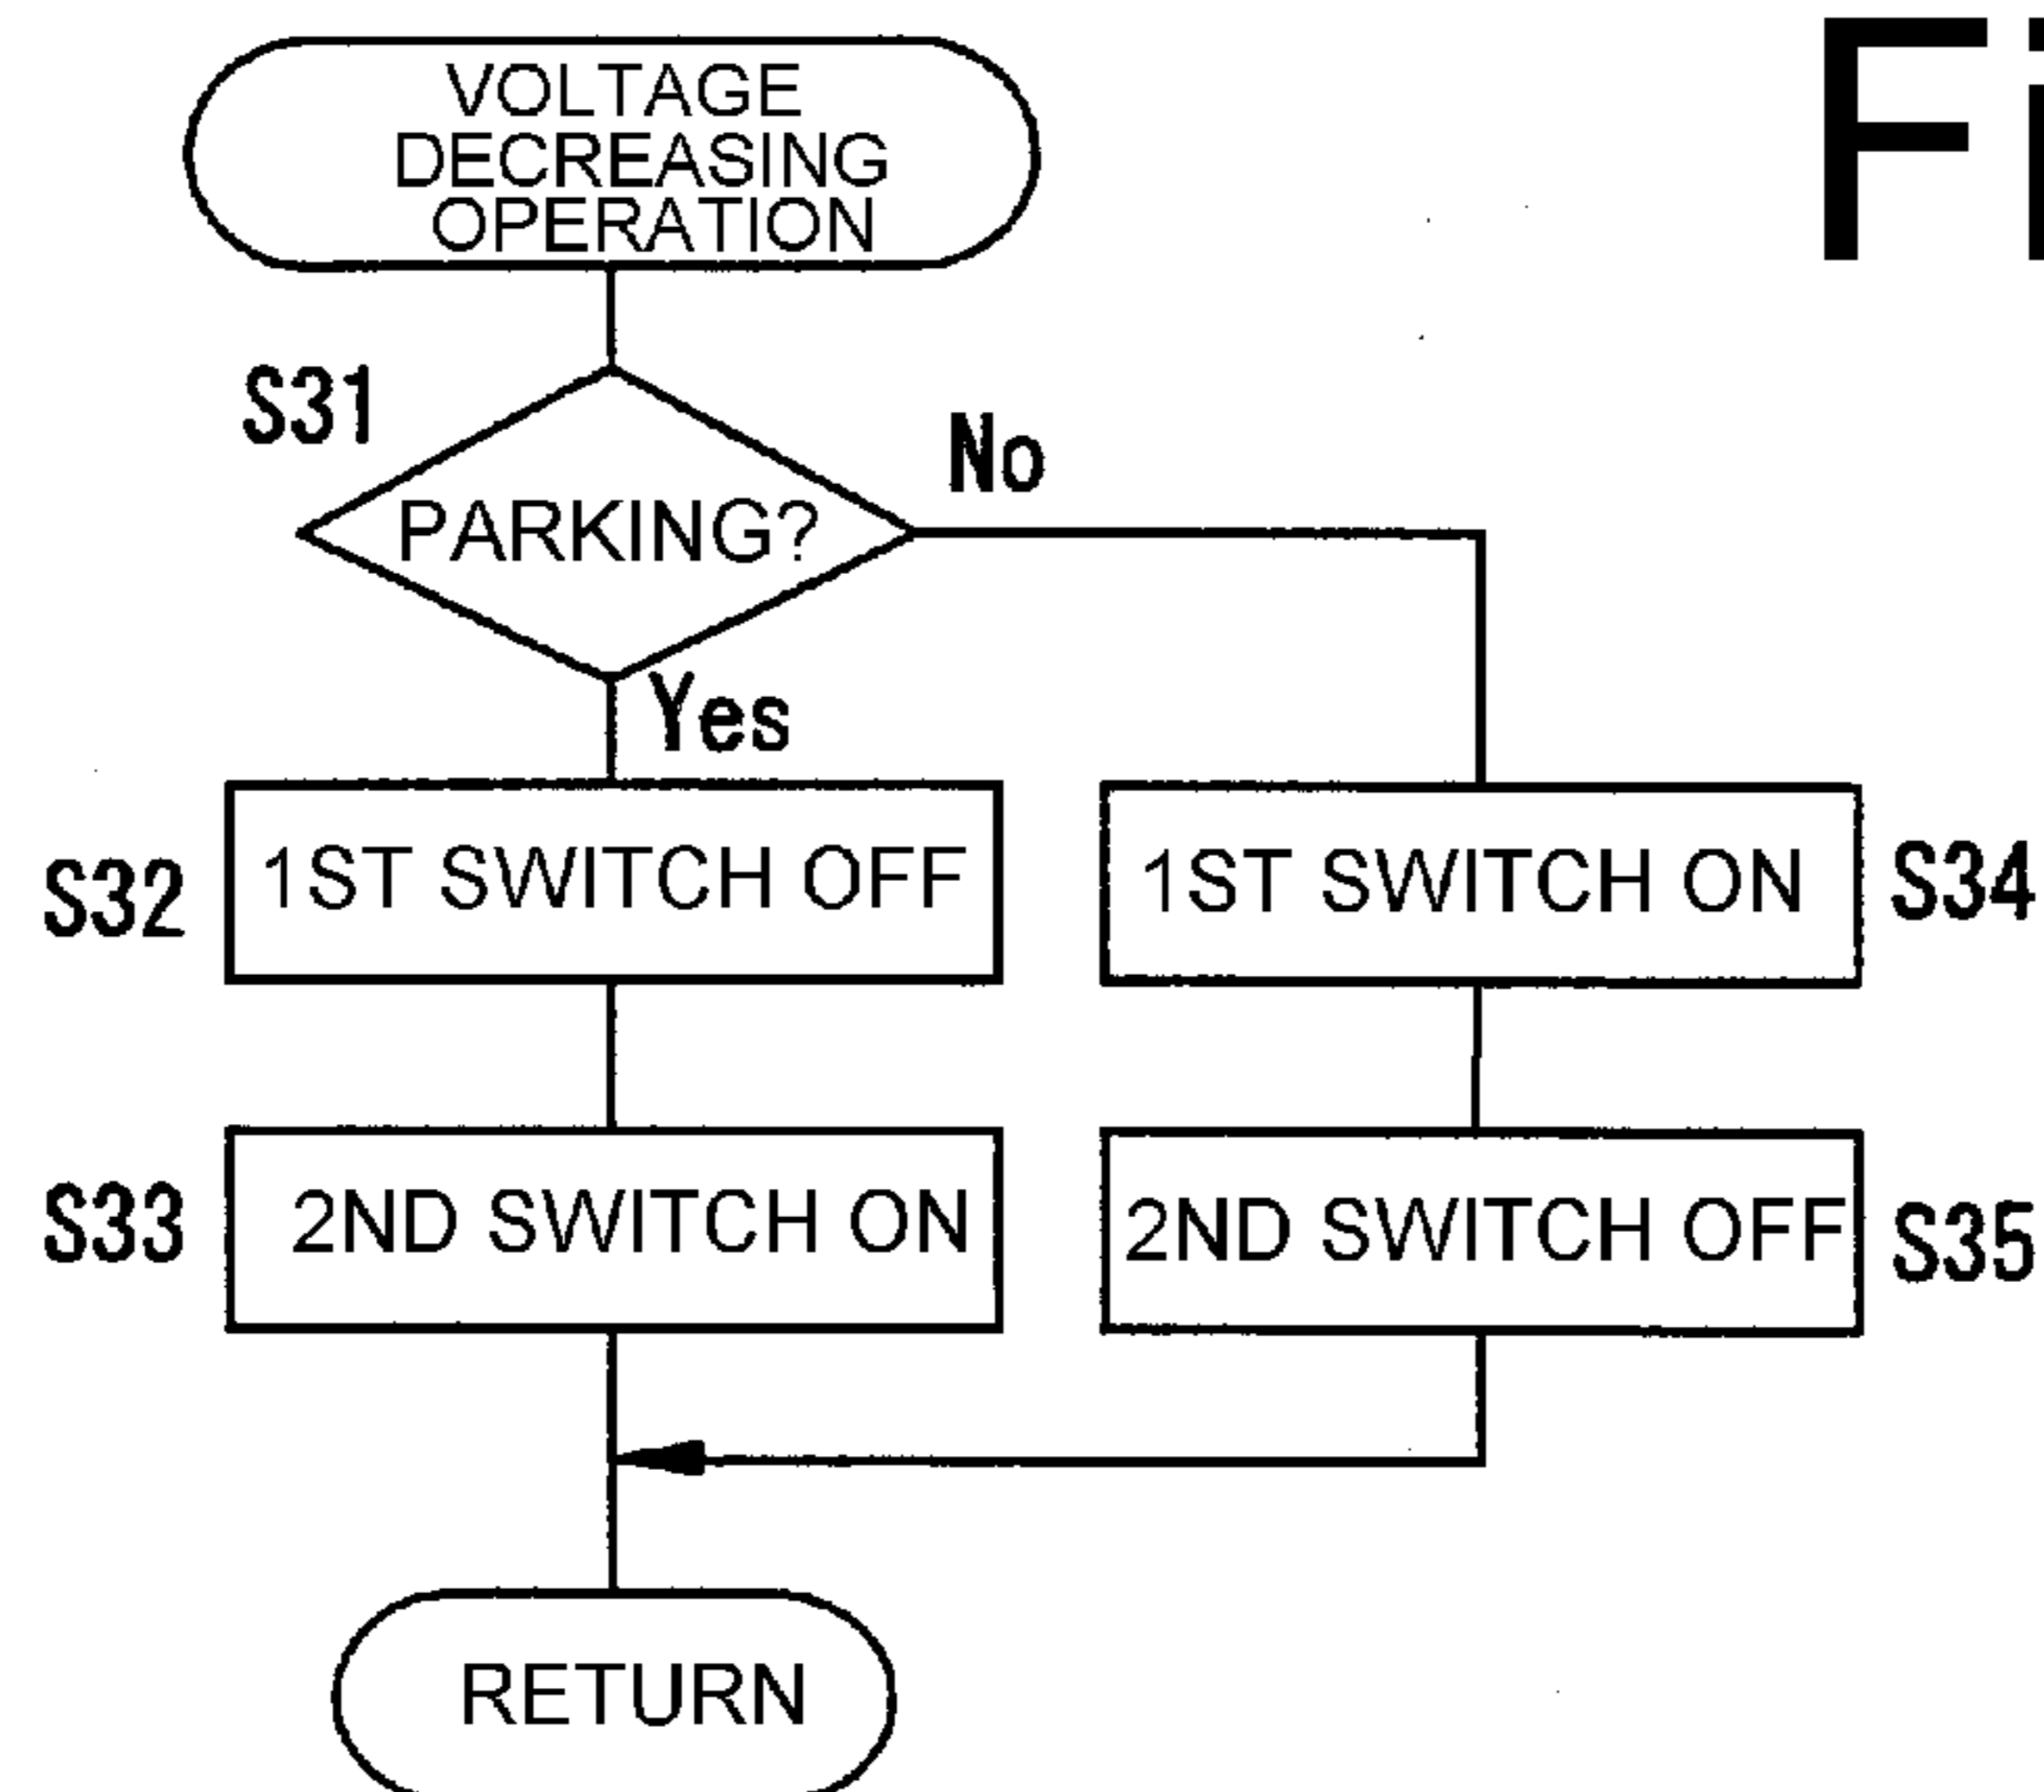 Fi
VOLTAGE
DECREASING
OPERATION
S31
PARKING?
No
Yes
S32
1ST SWITCH OFF
1ST SWITCH ON
S34
S33
2ND SWITCH ON
2ND SWITCH OFF
S35
RETURN